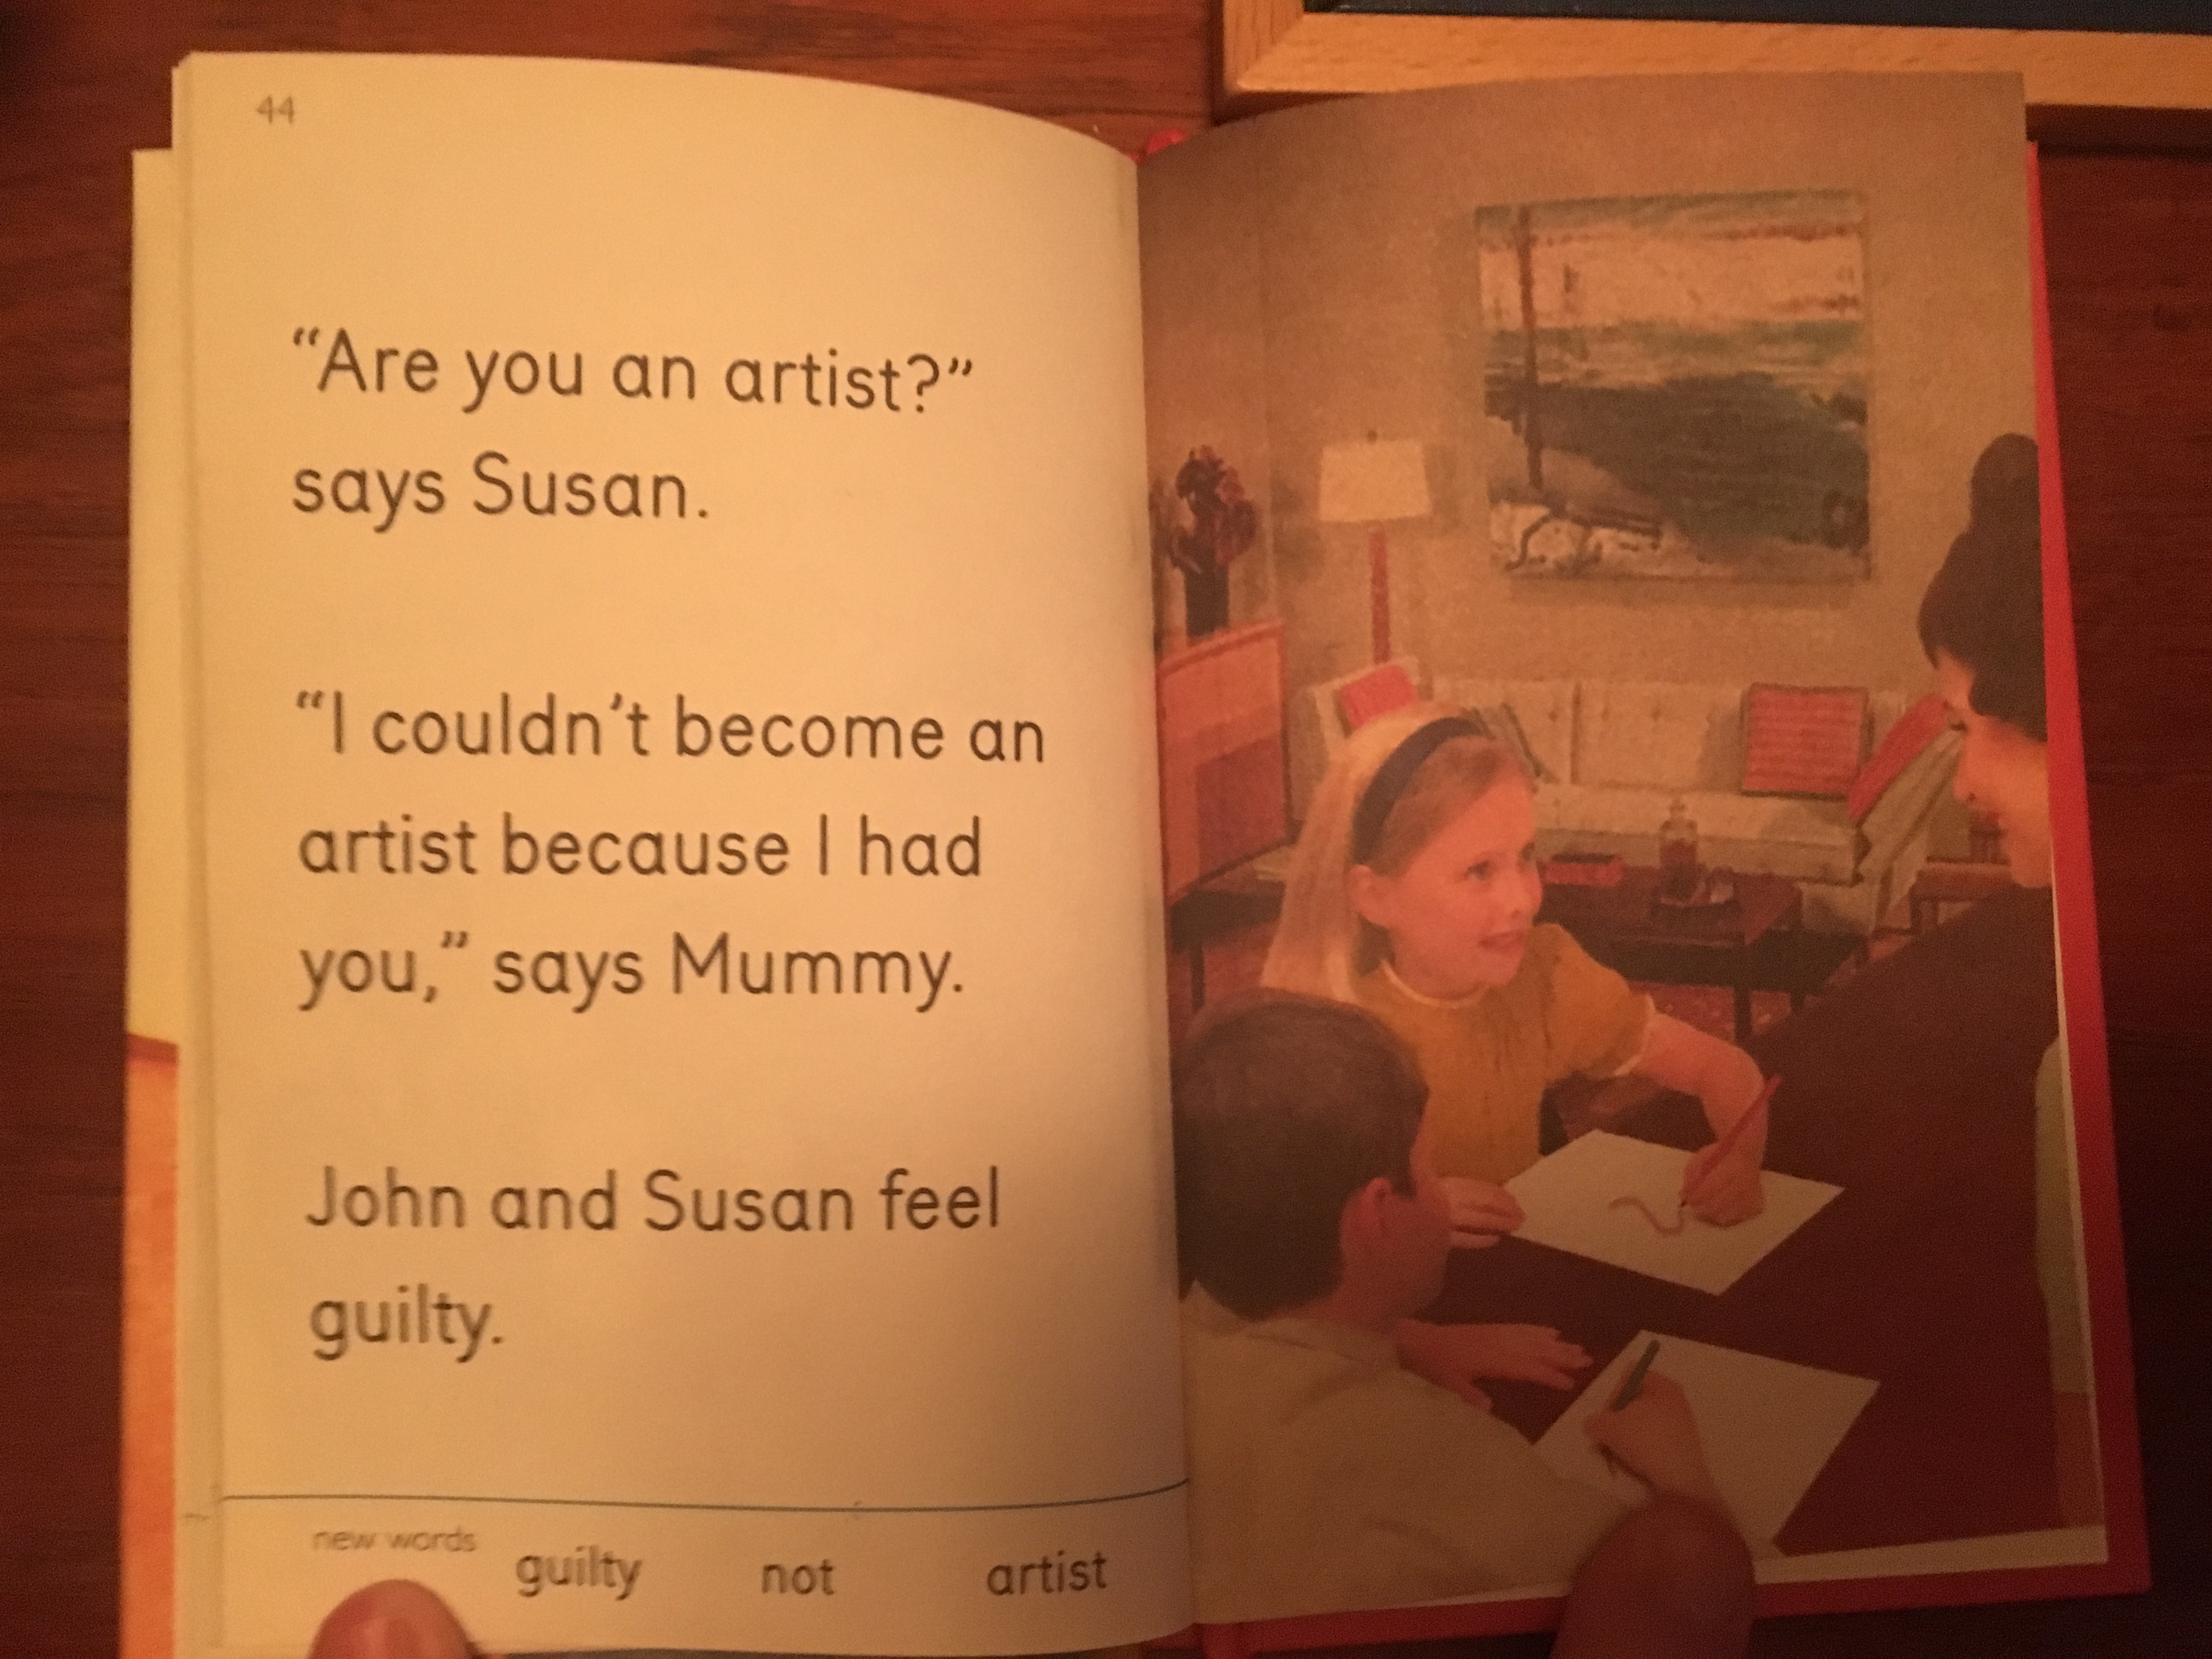 44
“Are you an artist?”
says Susan.
“I couldn’t become an
artist because I had
you,” says Mummy.
John and Susan feel
guilty.
new words guilty not artist